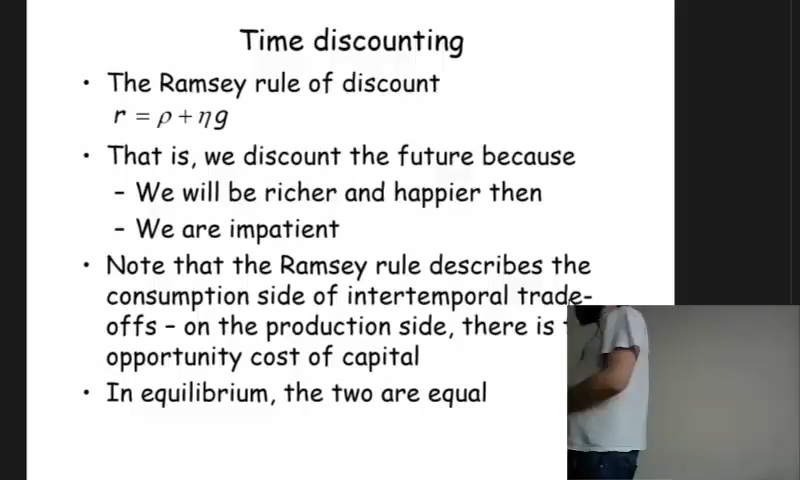 Time discounting
• The Ramsey rule of discount
r = ρ + ηg
• That is, we discount the future because
– We will be richer and happier then
– We are impatient
• Note that the Ramsey rule describes the
consumption side of intertemporal trade-
offs – on the production side, there is
opportunity cost of capital
• In equilibrium, the two are equal